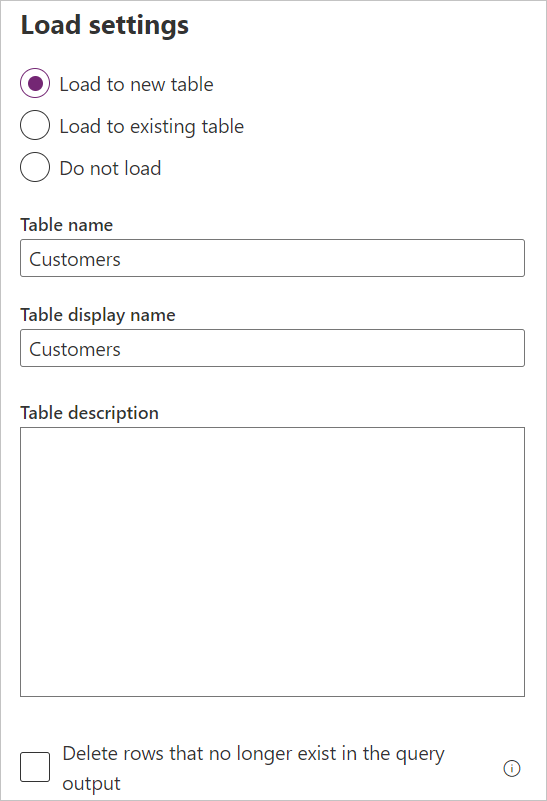 Load settings
Load to new table
Load to existing table
Do not load
Table name
Customers
Table display name
Customers
Table description
Delete rows that no longer exist in the query
output